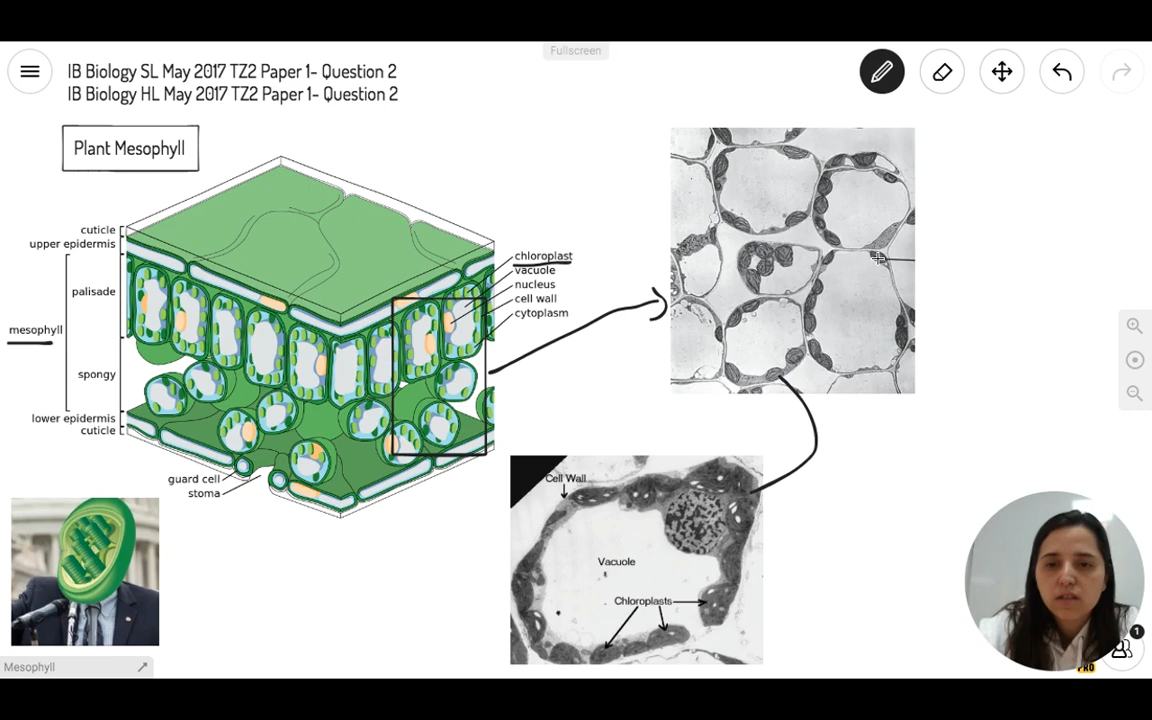 Fullscreen
IB Biology SL May 2017 TZ2 Paper 1- Question 2
IB Biology HL May 2017 TZ2 Paper 1- Question 2
Plant Mesophyll
cuticle
upper epidermis
palisade
mesophyll
spongy
lower epidermis
cuticle
guard cell
stoma
chloroplast
vacuole
nucleus
cell wall
cytoplasm
Cell Wall
Vacuole
Chloroplasts
Mesophyll
1
PRO